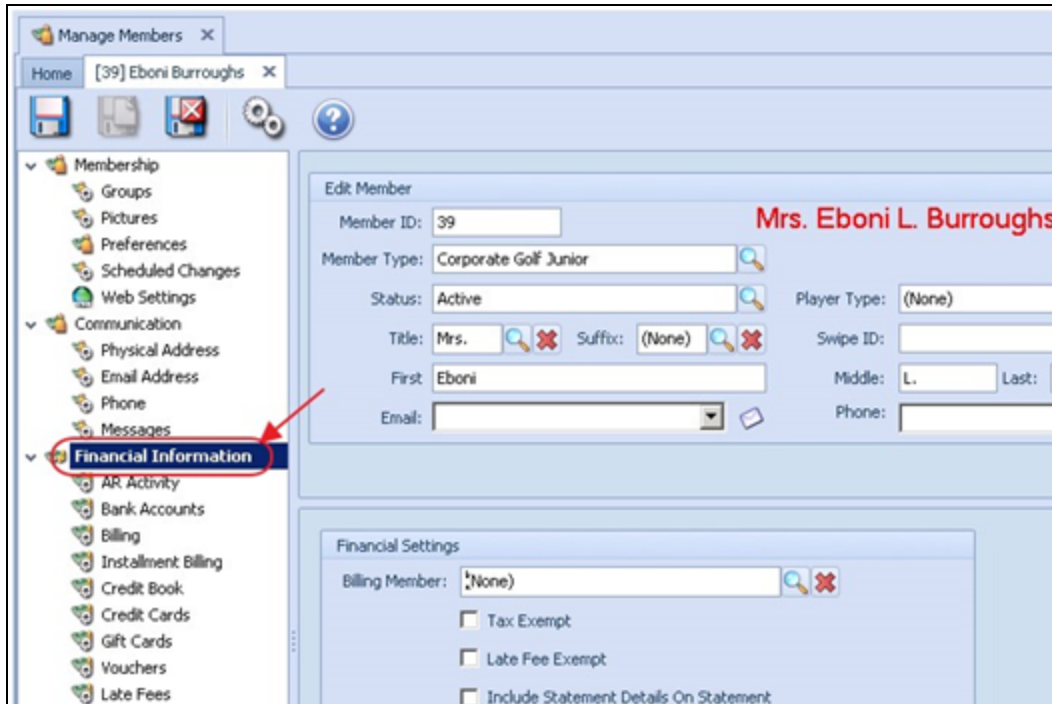 Manage Members
Home [39] Eboni Burroughs
Membership
Groups
Pictures
Preferences
Scheduled Changes
Web Settings
Communication
Physical Address
Email Address
Phone
Messages
Financial Information
AR Activity
Bank Accounts
Billing
Installment Billing
Credit Book
Credit Cards
Gift Cards
Vouchers
Late Fees
Edit Member
Mrs. Eboni L. Burroughs
Member ID: 39
Member Type: Corporate Golf Junior
Status: Active Player Type: (None)
Title: Mrs. Suffix: (None) Swipe ID:
First Eboni Middle: L. Last:
Email: Phone:
Financial Settings
Billing Member: (None)
Tax Exempt
Late Fee Exempt
Include Statement Details On Statement